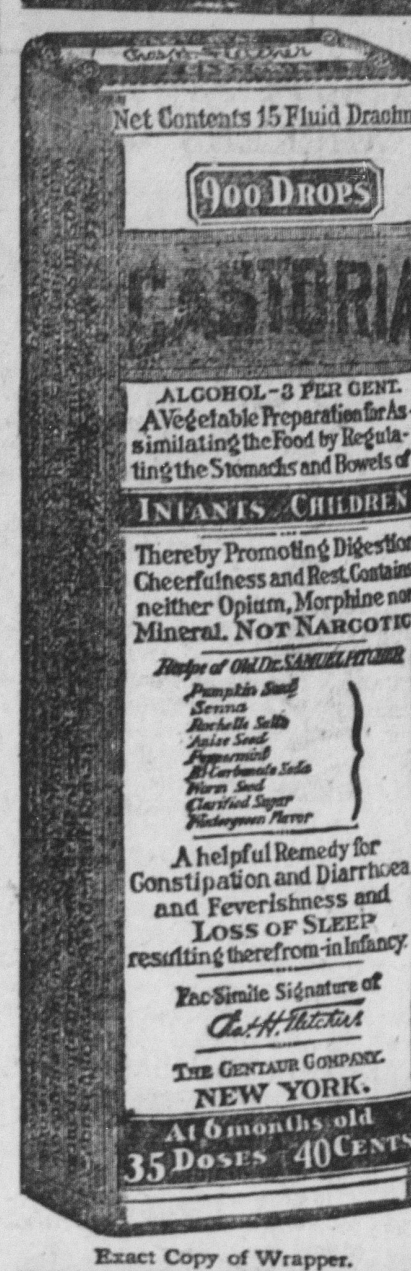 Chas. H. Fletcher
Net Contents 15 Fluid Drachm
900 DROPS
CASTORIA
ALCOHOL-3 PER CENT.
A Vegetable Preparation for As-
similating the Food by Regula-
ting the Stomachs and Bowels of
INFANTS CHILDREN
Thereby Promoting Digestion
Cheerfulness and Rest. Contains
neither Opium, Morphine nor
Mineral. NOT NARCOTIC
Recipe of Old Dr. SAMUEL PITCHER
Pumpkin Seed
Senna
Rochelle Salts
Anise Seed
Peppermint
Bi-Carbonate Soda
Worm Seed
Clarified Sugar
Wintergreen Flavor
A helpful Remedy for
Constipation and Diarrhoea
and Feverishness and
LOSS OF SLEEP
resulting therefrom-in Infancy.
Fac-Simile Signature of
Chas. H. Fletcher
THE CENTAUR COMPANY.
NEW YORK.
At 6 months old
35 DOSES 40 CENTS
Exact Copy of Wrapper.